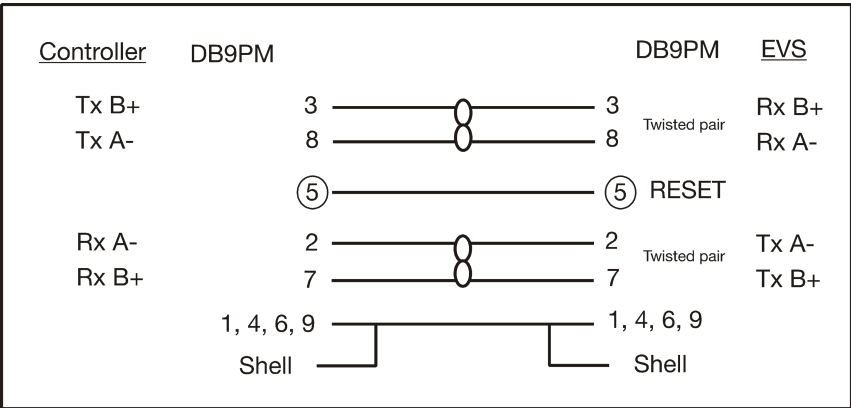 Controller DB9PM DB9PM EVS
Tx B+ 3 3 Rx B+
Twisted pair
Tx A- 8 8 Rx A-
5 5 RESET
Rx A- 2 2 Tx A-
Twisted pair
Rx B+ 7 7 Tx B+
1, 4, 6, 9 1, 4, 6, 9
Shell Shell